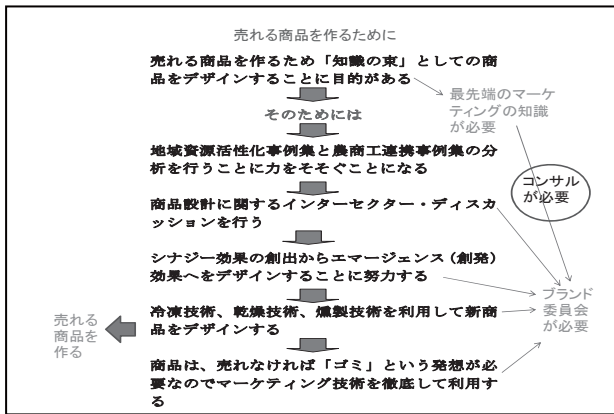 売れる商品を作るために
売れる商品を作るため「知識の束」としての商
品をデザインすることに目的がある
最先端のマーケ
ティングの知識
が必要
そのためには
地域資源活性化事例集と農商工連携事例集の分
析を行うことに力をそそぐことになる
コンサル
が必要
商品設計に関するインターセクター・ディスカ
ッションを行う
シナジー効果の創出からエマージェンス（創発）
効果へをデザインすることに努力する
ブランド
委員会
が必要
冷凍技術、乾燥技術、燻製技術を利用して新商
品をデザインする
売れる
商品を
作る
商品は、売れなければ「ゴミ」という発想が必
要なのでマーケティング技術を徹底して利用す
る